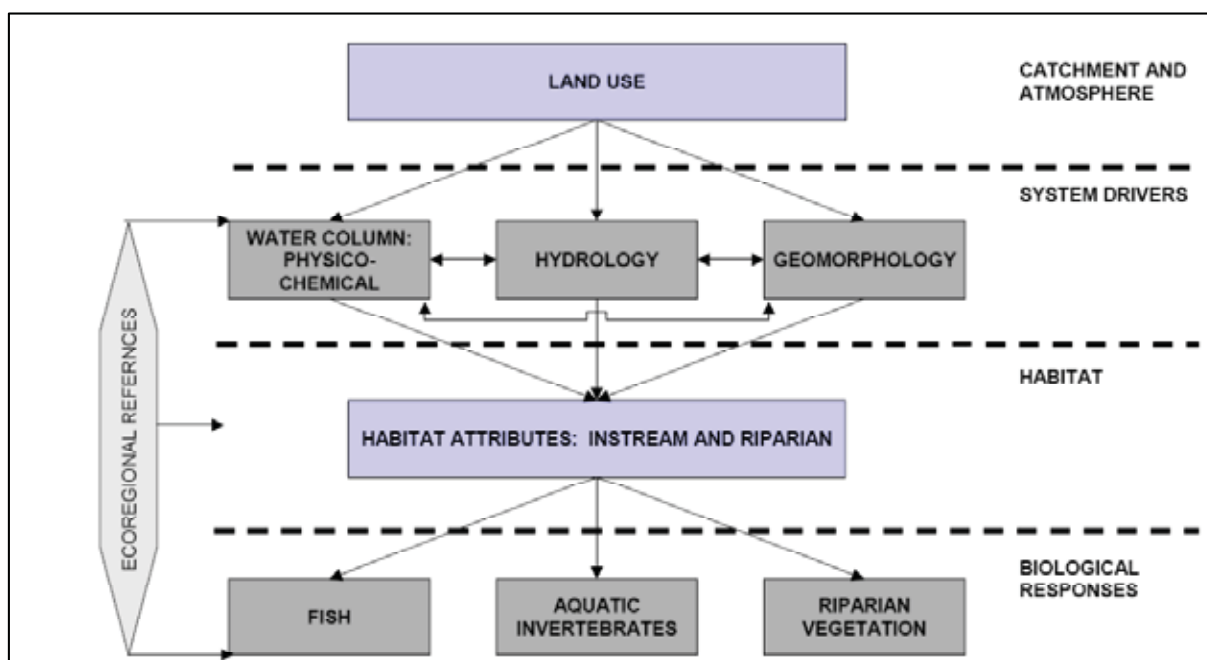 LAND USE
CATCHMENT AND
ATMOSPHERE
SYSTEM DRIVERS
WATER COLUMN:
PHYSICO-
CHEMICAL
HYDROLOGY
GEOMORPHOLOGY
ECOREGIONAL REFERNCES
HABITAT
HABITAT ATTRIBUTES: INSTREAM AND RIPARIAN
BIOLOGICAL
RESPONSES
FISH
AQUATIC
INVERTEBRATES
RIPARIAN
VEGETATION